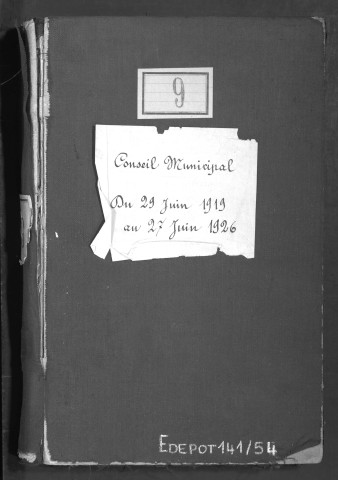 9
Conseil Municipal
Du 29 Juin 1919
au 27 Juin 1926
EDEPOT141/54